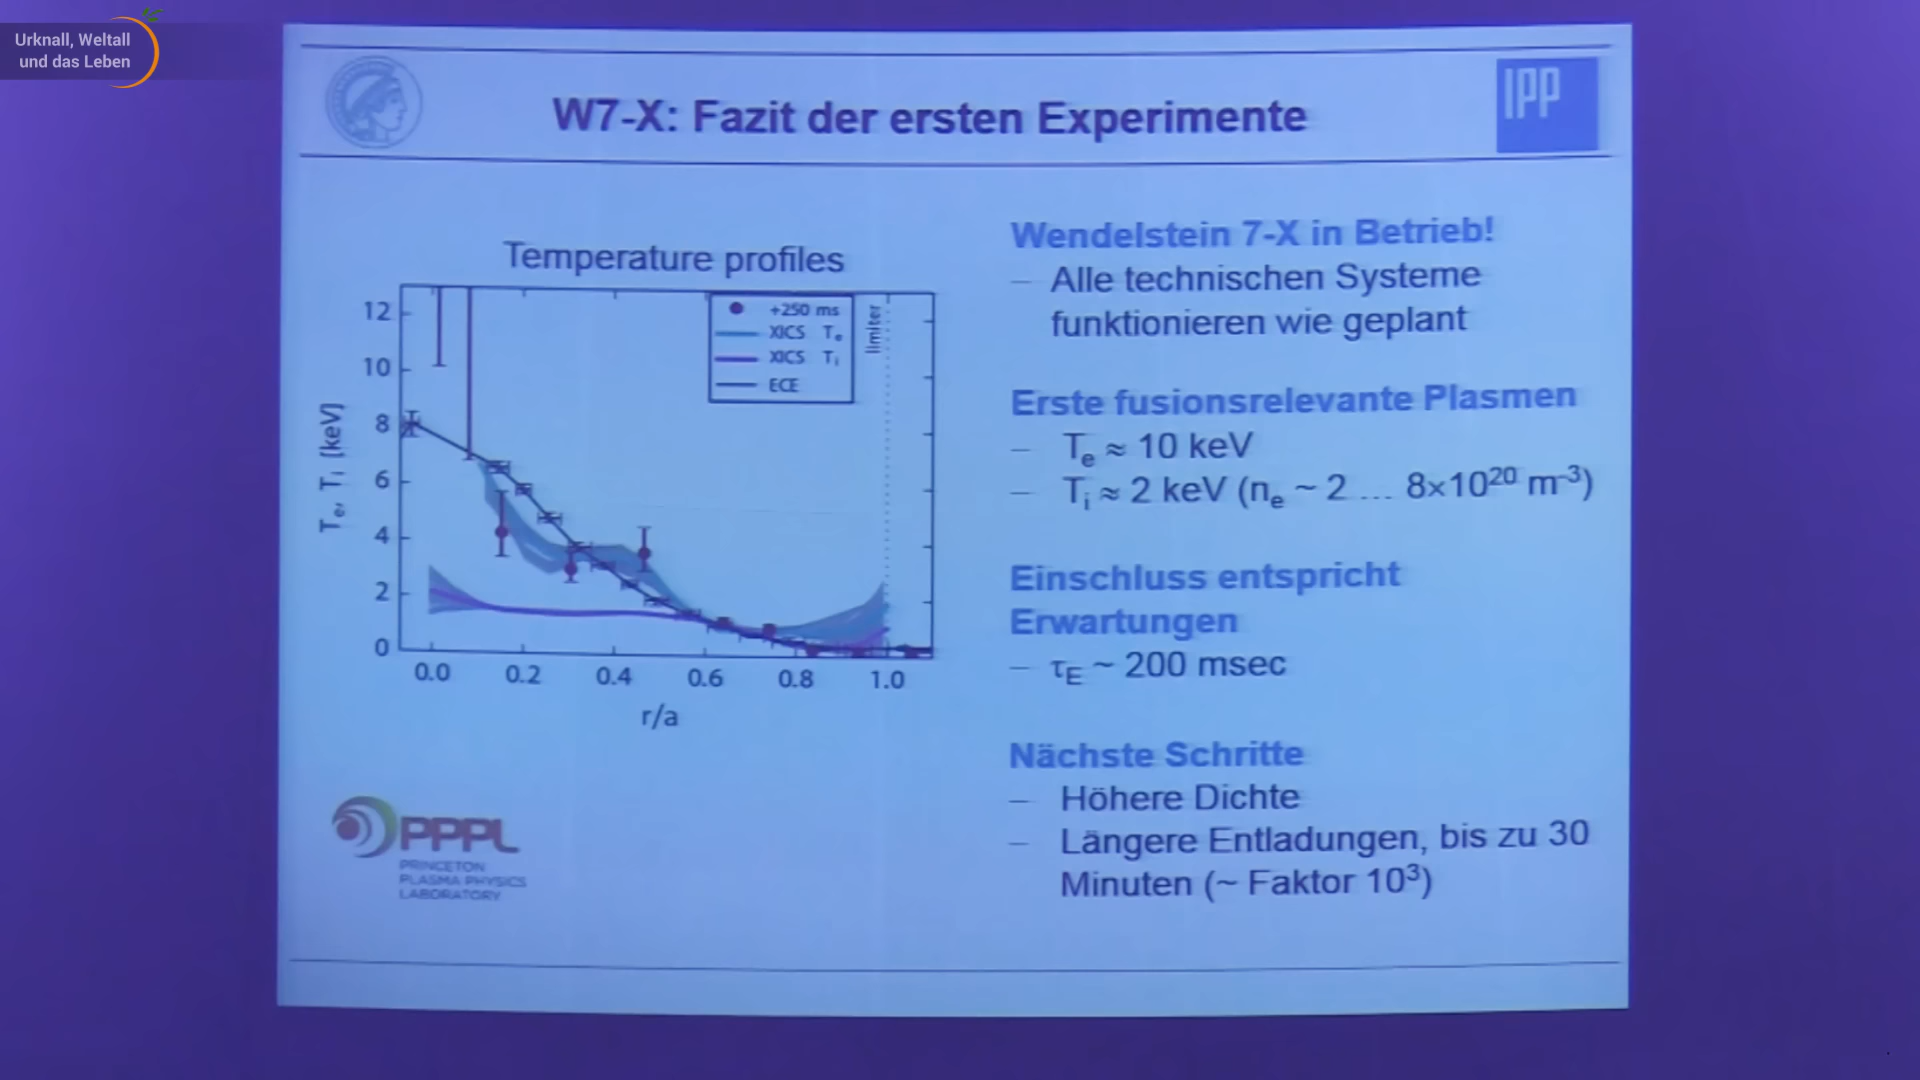 Urknall, Weltall
und das Leben
W7-X: Fazit der ersten Experimente
IPP
Temperature profiles
12
10
8
6
4
2
0
Te, Ti (keV)
+250 ms
XICS Te
XICS Ti
ECE
limiter
0.0 0.2 0.4 0.6 0.8 1.0
r/a
PPPL
PRINCETON
PLASMA PHYSICS
LABORATORY
Wendelstein 7-X in Betrieb!
– Alle technischen Systeme
funktionieren wie geplant
Erste fusionsrelevante Plasmen
– Te ≈ 10 keV
– Ti ≈ 2 keV (ne ~ 2 ... 8×10²⁰ m⁻³)
Einschluss entspricht
Erwartungen
– τE ~ 200 msec
Nächste Schritte
– Höhere Dichte
– Längere Entladungen, bis zu 30
Minuten (~ Faktor 10³)